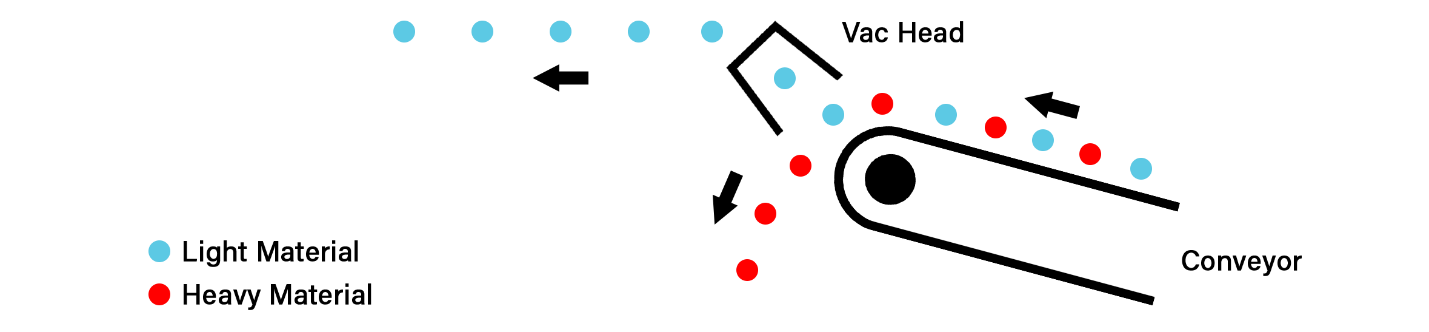 Vac Head
Light Material
Conveyor
Heavy Material